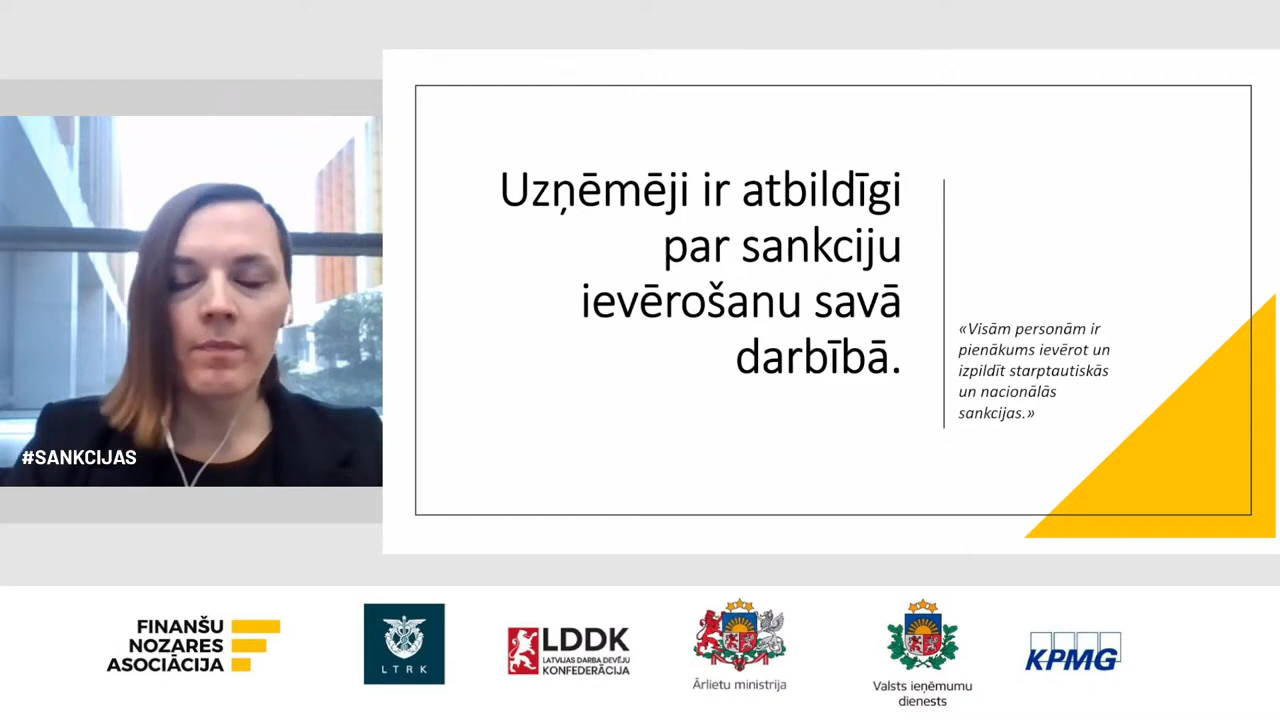 Uzņēmēji ir atbildīgi
par sankciju
ievērošanu savā
darbībā.
«Visām personām ir
pienākums ievērot un
izpildīt starptautiskās
un nacionālās
sankcijas.»
#SANKCIJAS
FINANŠU
NOZARES
ASOCIĀCIJA
LTRK
LDDK
LATVIJAS DARBA DEVĒJU
KONFEDERĀCIJA
Ārlietu ministrija
Valsts ieņēmumu
dienests
KPMG